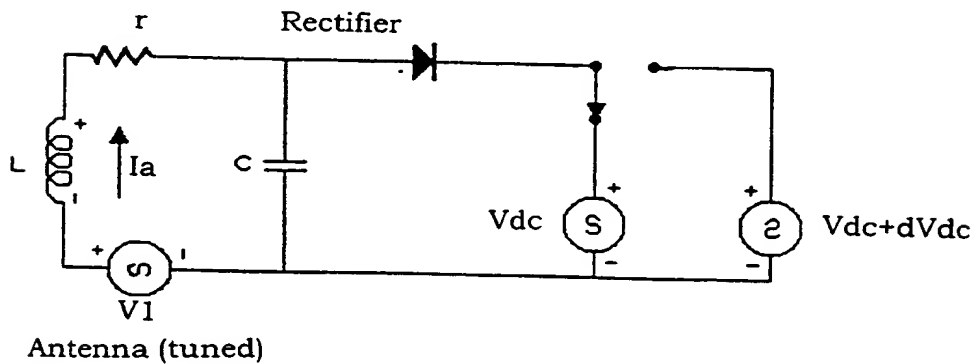 r
Rectifier
+
L
Ia
-
C
+
-
+
Vdc
S
+
S
Vdc+dVdc
S
-
-
V1
Antenna (tuned)